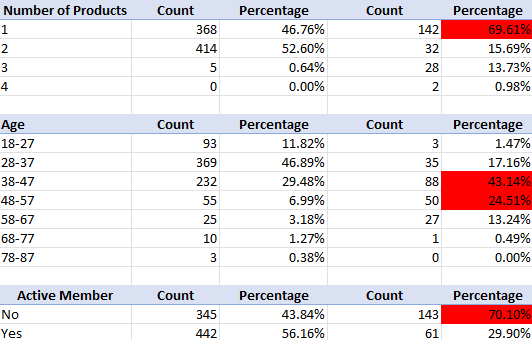 Number of Products Count Percentage Count Percentage
1 368 46.76% 142 69.61%
2 414 52.60% 32 15.69%
3 5 0.64% 28 13.73%
4 0 0.00% 2 0.98%
Age Count Percentage Count Percentage
18-27 93 11.82% 3 1.47%
28-37 369 46.89% 35 17.16%
38-47 232 29.48% 88 43.14%
48-57 55 6.99% 50 24.51%
58-67 25 3.18% 27 13.24%
68-77 10 1.27% 1 0.49%
78-87 3 0.38% 0 0.00%
Active Member Count Percentage Count Percentage
No 345 43.84% 143 70.10%
Yes 442 56.16% 61 29.90%